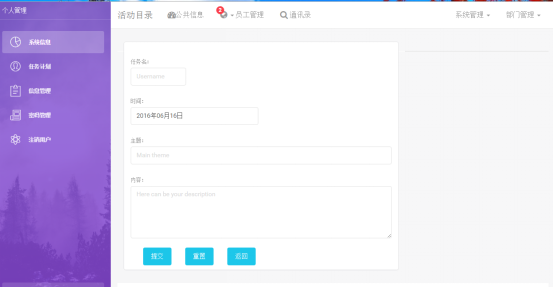 个人管理
系统信息
任务计划
信息管理
密码管理
注销用户
活动目录
公共信息
2
员工管理
通讯录
系统管理
部门管理
任务名:
Username
时间:
2016年06月16日
主题:
Main theme
内容:
Here can be your description
提交
重置
返回